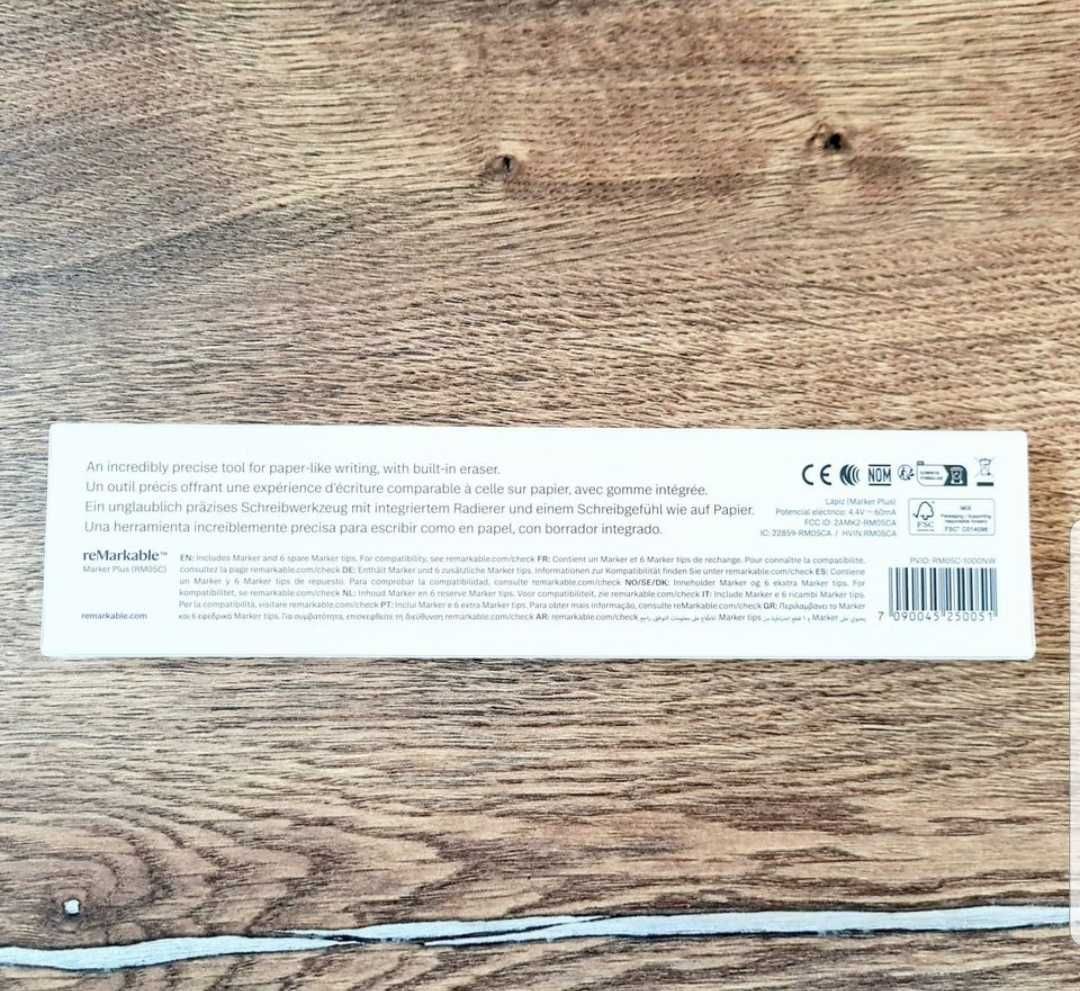 An incredibly precise tool for paper-like writing, with built-in eraser.
Un outil précis offrant une expérience d'écriture comparable à celle sur papier, avec gomme intégrée.
Ein unglaublich präzises Schreibwerkzeug mit integriertem Radierer und einem Schreibgefühl wie auf Papier.
Una herramienta increiblemente precisa para escribir como en papel, con borrador integrado.
reMarkable™
Marker Plus (RM05C)
remarkable.com
EN: Includes Marker and 6 spare Marker tips. For compatibility, see remarkable.com/check FR: Contient un Marker et 6 Marker tips de rechange. Pour connaître la compatibilité,
consultez la page remarkable.com/check DE: Enthält Marker und 6 zusätzliche Marker tips. Informationen zur Kompatibilität finden Sie unter remarkable.com/check ES: Contiene
un Marker y 6 Marker tips de repuesto. Para comprobar la compatibilidad, consulte remarkable.com/check NO/SE/DK: Inneholder Marker og 6 ekstra Marker tips. For
kompatibilitet, se remarkable.com/check NL: Inhoud Marker en 6 reserve Marker tips. Voor compatibiliteit, zie remarkable.com/check IT: Include Marker e 6 ricambi Marker tips.
Per la compatibilità, visitare remarkable.com/check PT: Inclui Marker e 6 extra Marker tips. Para obter mais informação, consulte reMarkable.com/check GR: Περιλαμβάνει το Marker
και 6 εφεδρικά Marker tips. Για συμβατότητα, επισκεφθείτε τη διεύθυνση remarkable.com/check AR: remarkable.com/check Marker tips Marker
CE NOM
Lápiz (Marker Plus)
Potencial eléctrico: 4.4V 60mA
FCC ID: 2AMK2-RM05CA
IC: 22859-RM05CA / HVIN:RM05CA
FSC
MIX
Packaging | Supporting
responsible forestry
FSC® C014098
PVID: RM05C-1000NW
7 090045 250051